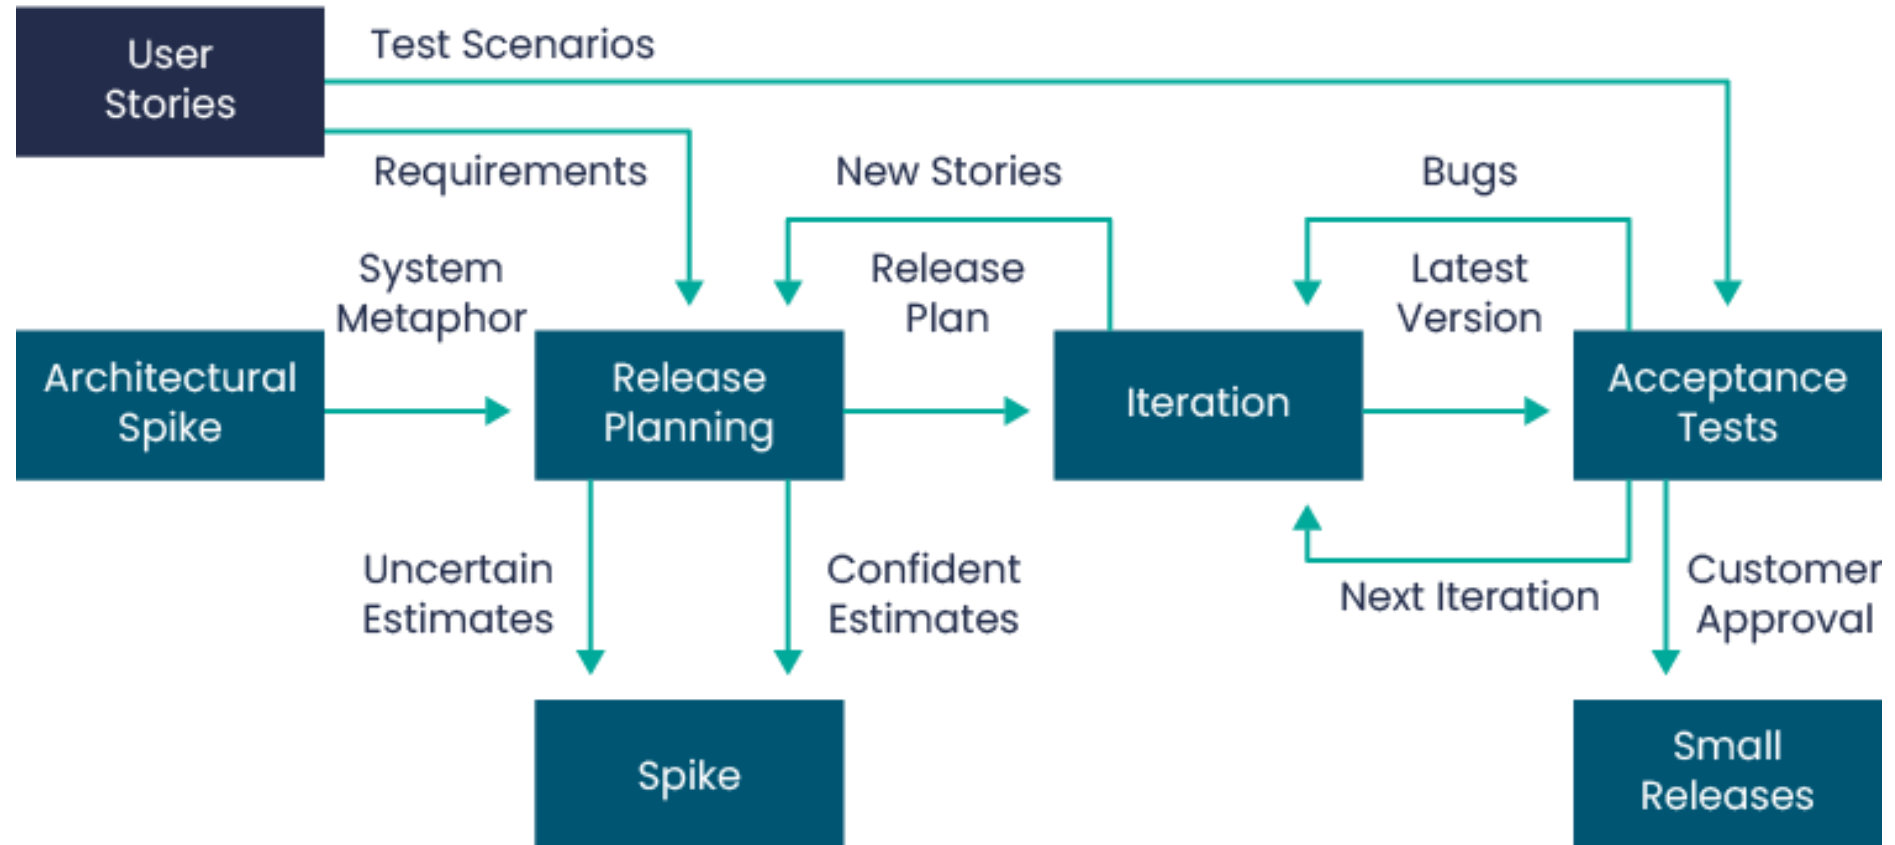 User
Stories
Test Scenarios
Requirements
New Stories
Bugs
System
Metaphor
Release
Plan
Latest
Version
Architectural
Spike
Release
Planning
Iteration
Acceptance
Tests
Uncertain
Estimates
Confident
Estimates
Next Iteration
Customer
Approval
Spike
Small
Releases